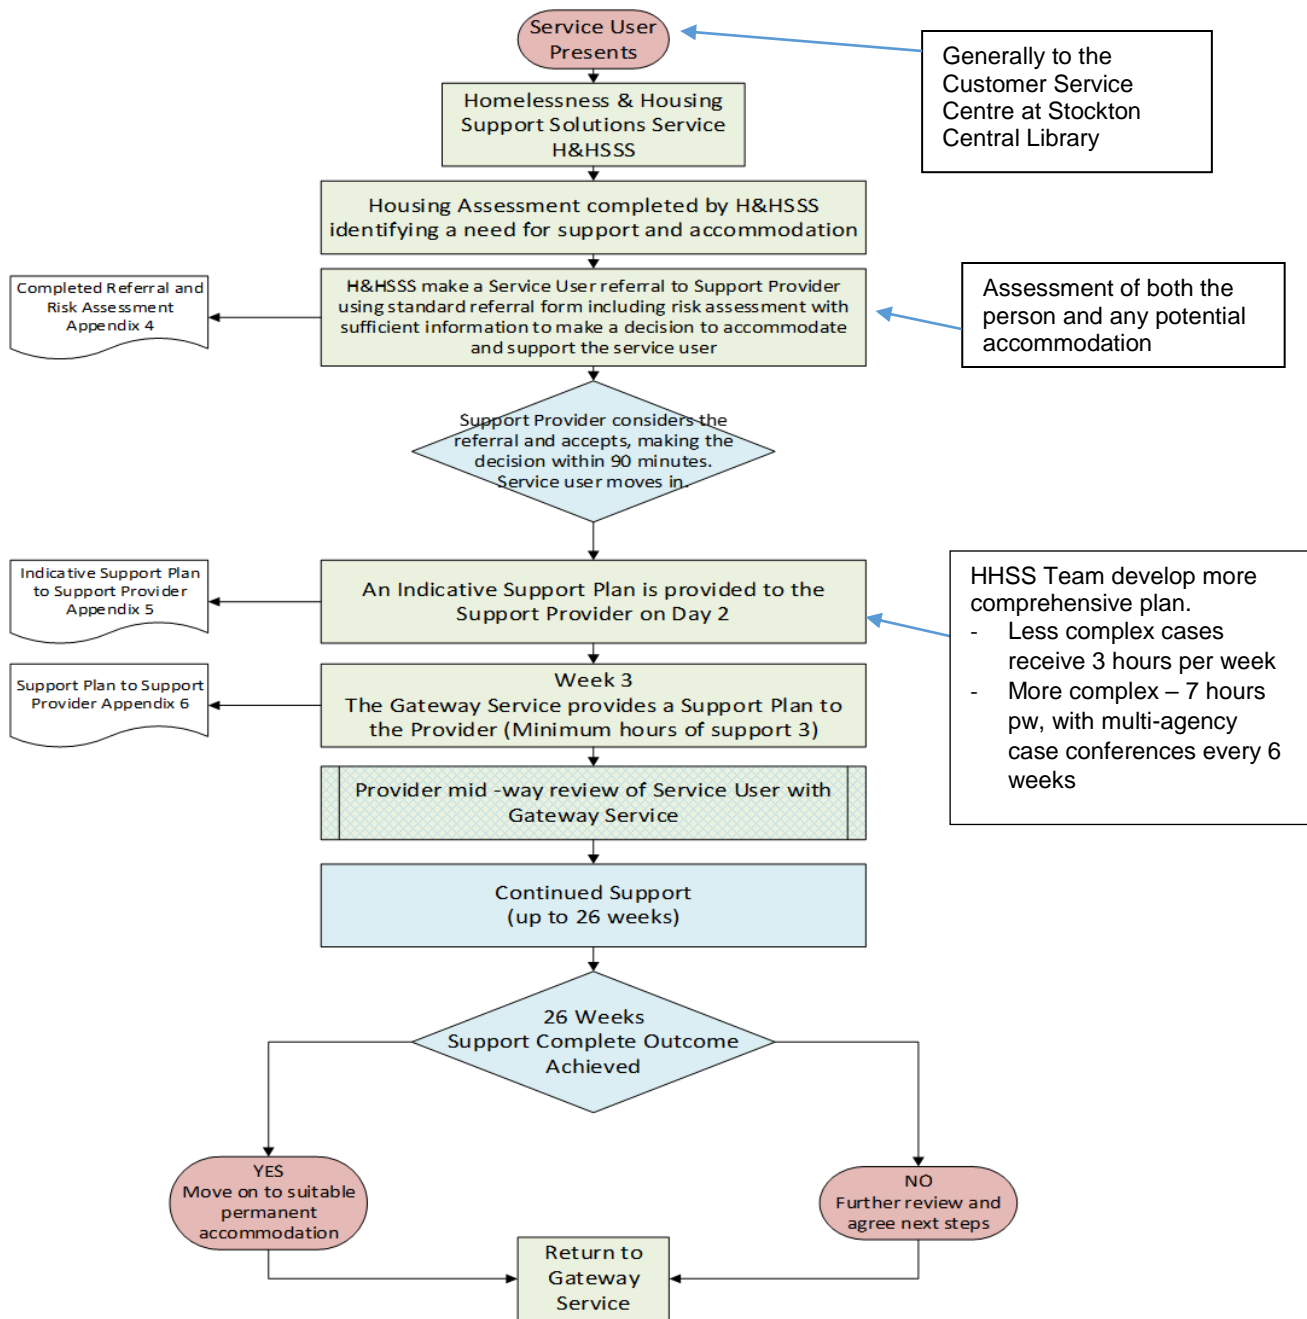 Service User
Presents
Generally to the
Customer Service
Centre at Stockton
Central Library
Homelessness & Housing
Support Solutions Service
H&HSSS
Housing Assessment completed by H&HSSS
identifying a need for support and accommodation
Completed Referral and
Risk Assessment
Appendix 4
H&HSSS make a Service User referral to Support Provider
using standard referral form including risk assessment with
sufficient information to make a decision to accommodate
and support the service user
Assessment of both the
person and any potential
accommodation
Support Provider considers the
referral and accepts, making the
decision within 90 minutes.
Service user moves in.
Indicative Support Plan
to Support Provider
Appendix 5
An Indicative Support Plan is provided to the
Support Provider on Day 2
HHSS Team develop more
comprehensive plan.
- Less complex cases
receive 3 hours per week
- More complex – 7 hours
pw, with multi-agency
case conferences every 6
weeks
Support Plan to Support
Provider Appendix 6
Week 3
The Gateway Service provides a Support Plan to
the Provider (Minimum hours of support 3)
Provider mid -way review of Service User with
Gateway Service
Continued Support
(up to 26 weeks)
26 Weeks
Support Complete Outcome
Achieved
YES
Move on to suitable
permanent
accommodation
NO
Further review and
agree next steps
Return to
Gateway
Service